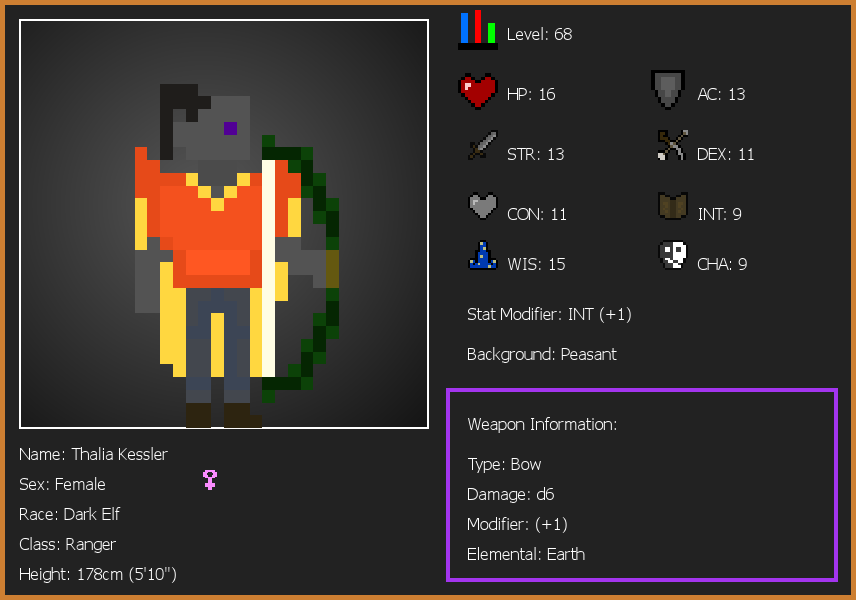 Level: 68
HP: 16
AC: 13
STR: 13
DEX: 11
CON: 11
INT: 9
WIS: 15
CHA: 9
Stat Modifier: INT (+1)
Background: Peasant
Weapon Information:
Type: Bow
Damage: d6
Modifier: (+1)
Elemental: Earth
Name: Thalia Kessler
Sex: Female
Race: Dark Elf
Class: Ranger
Height: 178cm (5'10")